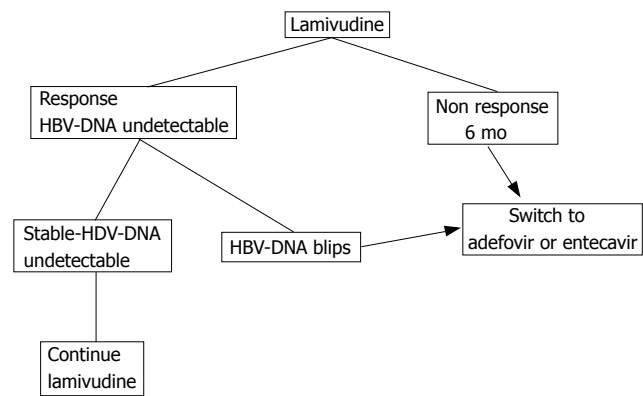 Lamivudine
Response
HBV-DNA undetectable
Non response
6 mo
Stable-HDV-DNA
undetectable
HBV-DNA blips
Switch to
adefovir or entecavir
Continue
lamivudine